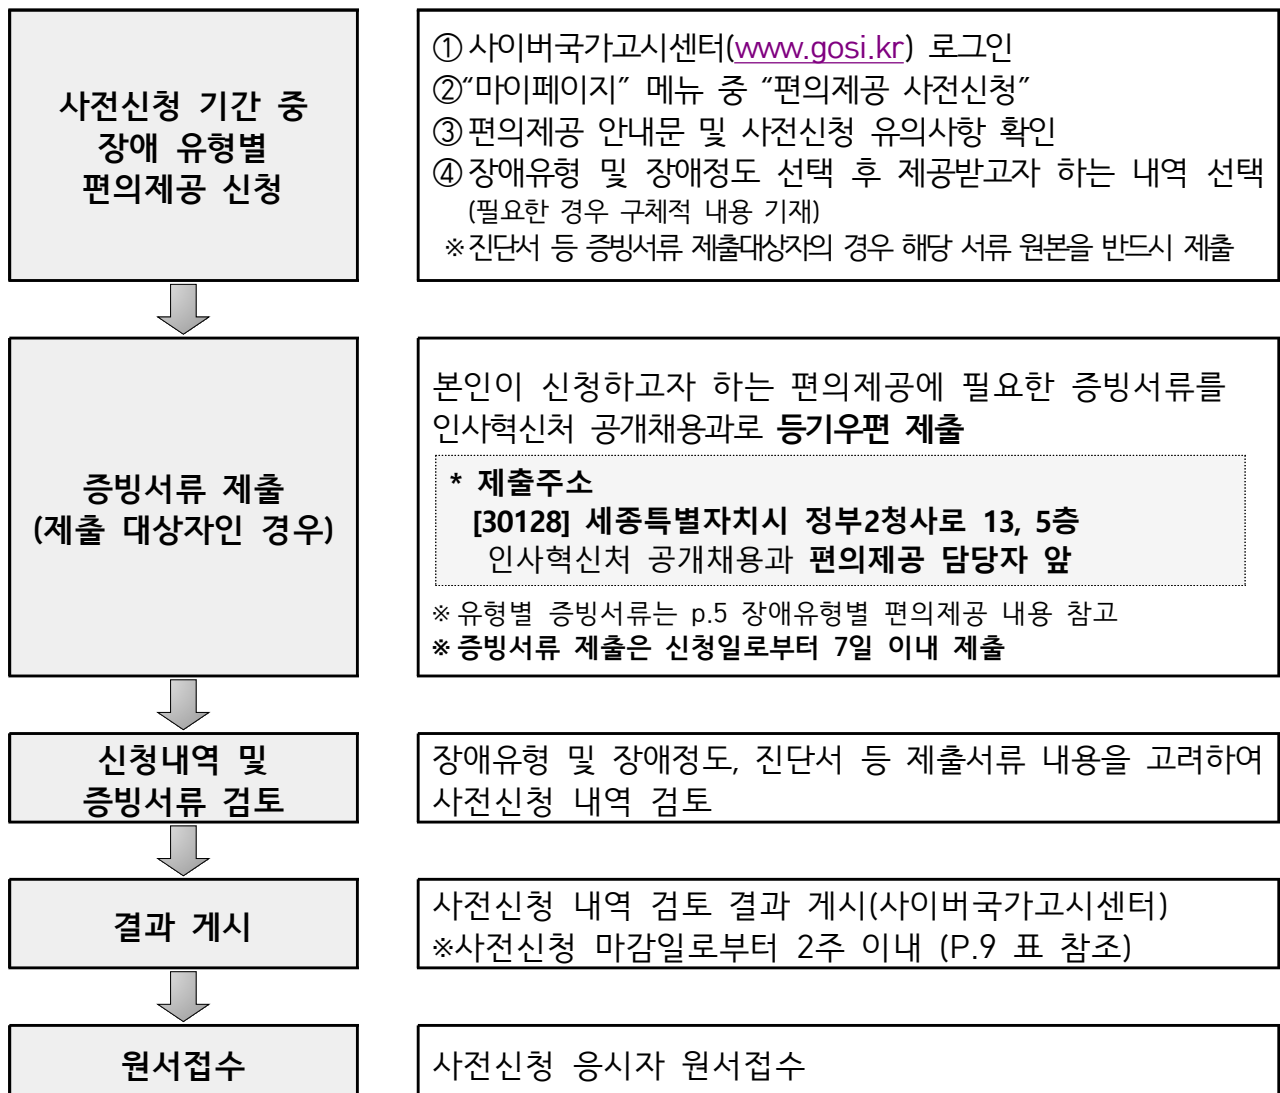 사전신청 기간 중
장애 유형별
편의제공 신청
① 사이버국가고시센터(www.gosi.kr) 로그인
②“마이페이지” 메뉴 중 “편의제공 사전신청”
③ 편의제공 안내문 및 사전신청 유의사항 확인
④ 장애유형 및 장애정도 선택 후 제공받고자 하는 내역 선택
(필요한 경우 구체적 내용 기재)
※ 진단서 등 증빙서류 제출대상자의 경우 해당 서류 원본을 반드시 제출
증빙서류 제출
(제출 대상자인 경우)
본인이 신청하고자 하는 편의제공에 필요한 증빙서류를
인사혁신처 공개채용과로 등기우편 제출
* 제출주소
[30128] 세종특별자치시 정부2청사로 13, 5층
인사혁신처 공개채용과 편의제공 담당자 앞
※ 유형별 증빙서류는 p.5 장애유형별 편의제공 내용 참고
※ 증빙서류 제출은 신청일로부터 7일 이내 제출
신청내역 및
증빙서류 검토
장애유형 및 장애정도, 진단서 등 제출서류 내용을 고려하여
사전신청 내역 검토
결과 게시
사전신청 내역 검토 결과 게시(사이버국가고시센터)
※사전신청 마감일로부터 2주 이내 (P.9 표 참조)
원서접수
사전신청 응시자 원서접수